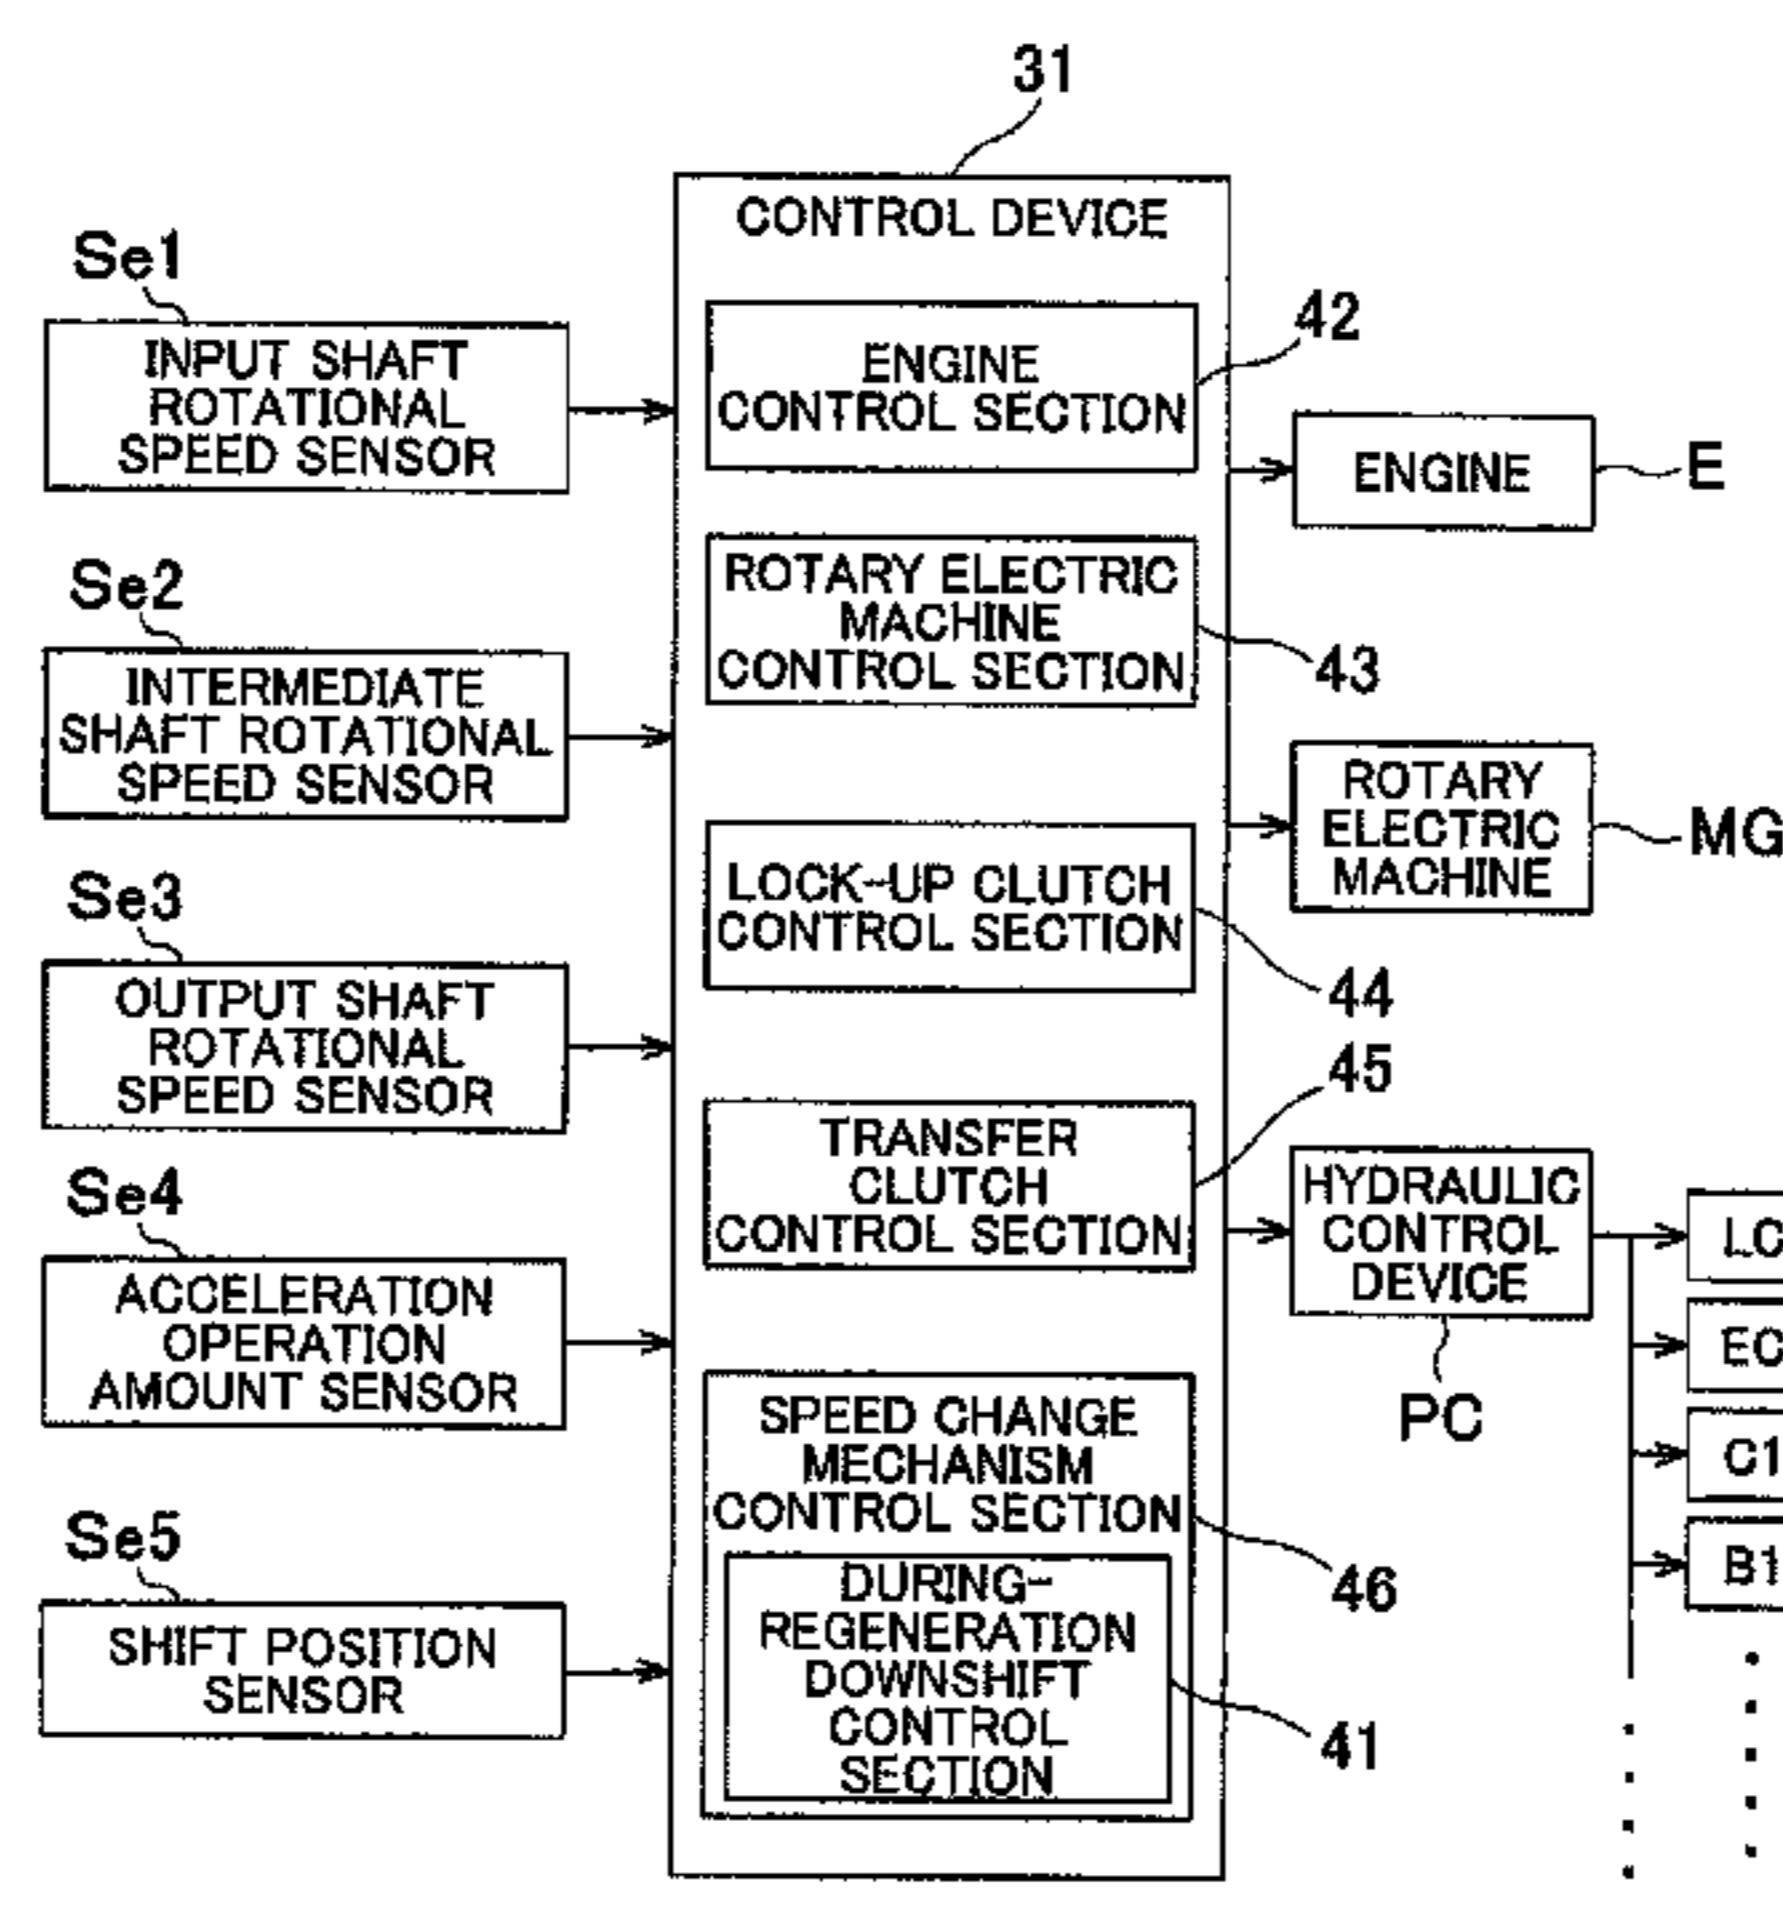 31
CONTROL DEVICE
Se1
INPUT SHAFT
ROTATIONAL
SPEED SENSOR
Se2
INTERMEDIATE
SHAFT ROTATIONAL
SPEED SENSOR
Se3
OUTPUT SHAFT
ROTATIONAL
SPEED SENSOR
Se4
ACCELERATION
OPERATION
AMOUNT SENSOR
Se5
SHIFT POSITION
SENSOR
ENGINE
CONTROL SECTION
42
ROTARY ELECTRIC
MACHINE
CONTROL SECTION
43
LOCK-UP CLUTCH
CONTROL SECTION
44
TRANSFER
CLUTCH
CONTROL SECTION
45
SPEED CHANGE
MECHANISM
CONTROL SECTION
46
DURING-
REGENERATION
DOWNSHIFT
CONTROL
SECTION
41
ENGINE
E
ROTARY
ELECTRIC
MACHINE
MG
HYDRAULIC
CONTROL
DEVICE
PC
LC
EC
C1
B1